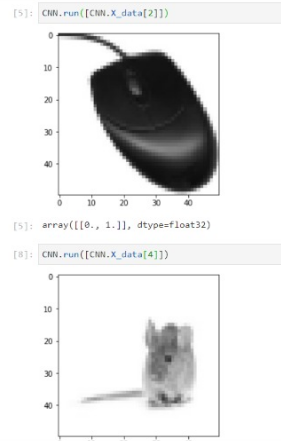 [5]: CNN.run([CNN.X_data[2]])
0
10
20
30
40
0 10 20 30 40
[5]: array([[0., 1.]], dtype=float32)
[8]: CNN.run([CNN.X_data[4]])
0
10
20
30
40